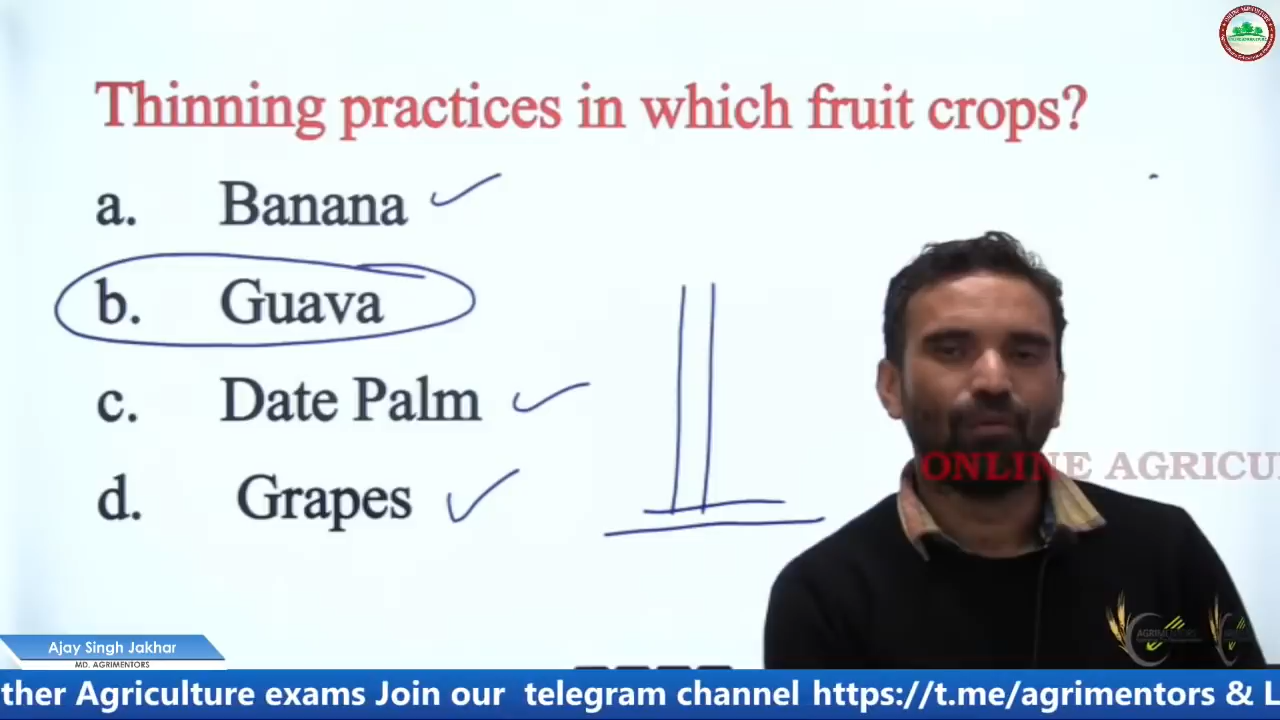 Thinning practices in which fruit crops?
a. Banana
b. Guava
c. Date Palm
d. Grapes
ONLINE AGRICU
AGRIMENTORS
Ajay Singh Jakhar
MD. AGRIMENTORS
ther Agriculture exams Join our telegram channel https://t.me/agrimentors & L